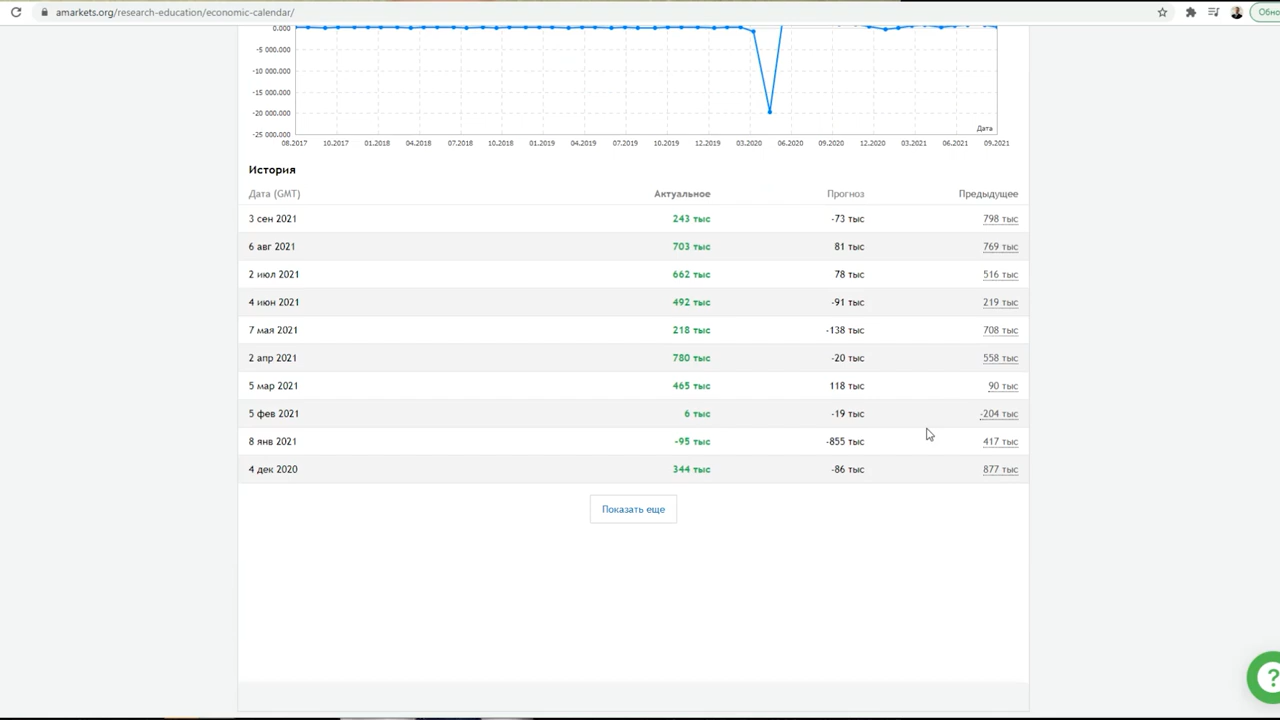 amarkets.org/research-education/economic-calendar/
Обно
0.000
-5 000.000
-10 000.000
-15 000.000
-20 000.000
-25 000.000
Дата
08.2017 10.2017 01.2018 04.2018 07.2018 10.2018 01.2019 04.2019 07.2019 10.2019 12.2019 03.2020 06.2020 09.2020 12.2020 03.2021 06.2021 09.2021
История
Дата (GMT) Актуальное Прогноз Предыдущее
3 сен 2021 243 тыс -73 тыс 798 тыс
6 авг 2021 703 тыс 81 тыс 769 тыс
2 июл 2021 662 тыс 78 тыс 516 тыс
4 июн 2021 492 тыс -91 тыс 219 тыс
7 мая 2021 218 тыс -138 тыс 708 тыс
2 апр 2021 780 тыс -20 тыс 558 тыс
5 мар 2021 465 тыс 118 тыс 90 тыс
5 фев 2021 6 тыс -19 тыс -204 тыс
8 янв 2021 -95 тыс -855 тыс 417 тыс
4 дек 2020 344 тыс -86 тыс 877 тыс
Показать еще
?